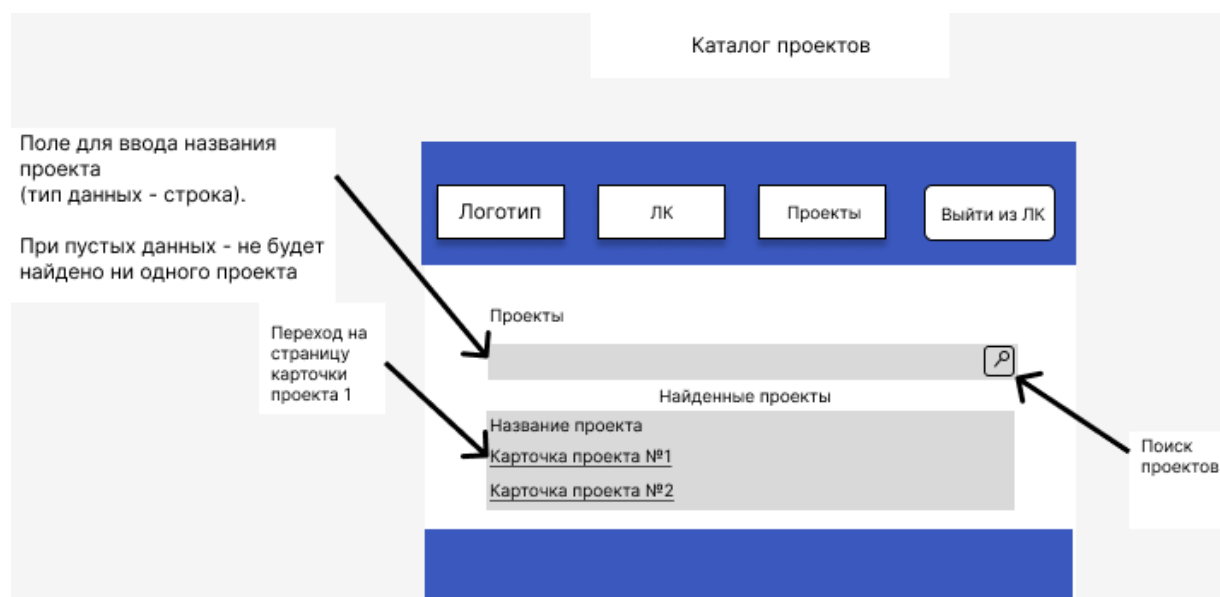 Каталог проектов
Поле для ввода названия
проекта
(тип данных - строка).
При пустых данных - не будет
найдено ни одного проекта
Логотип
ЛК
Проекты
Выйти из ЛК
Переход на
страницу
карточки
проекта 1
Проекты
Найденные проекты
Название проекта
Карточка проекта №1
Карточка проекта №2
Поиск
проектов